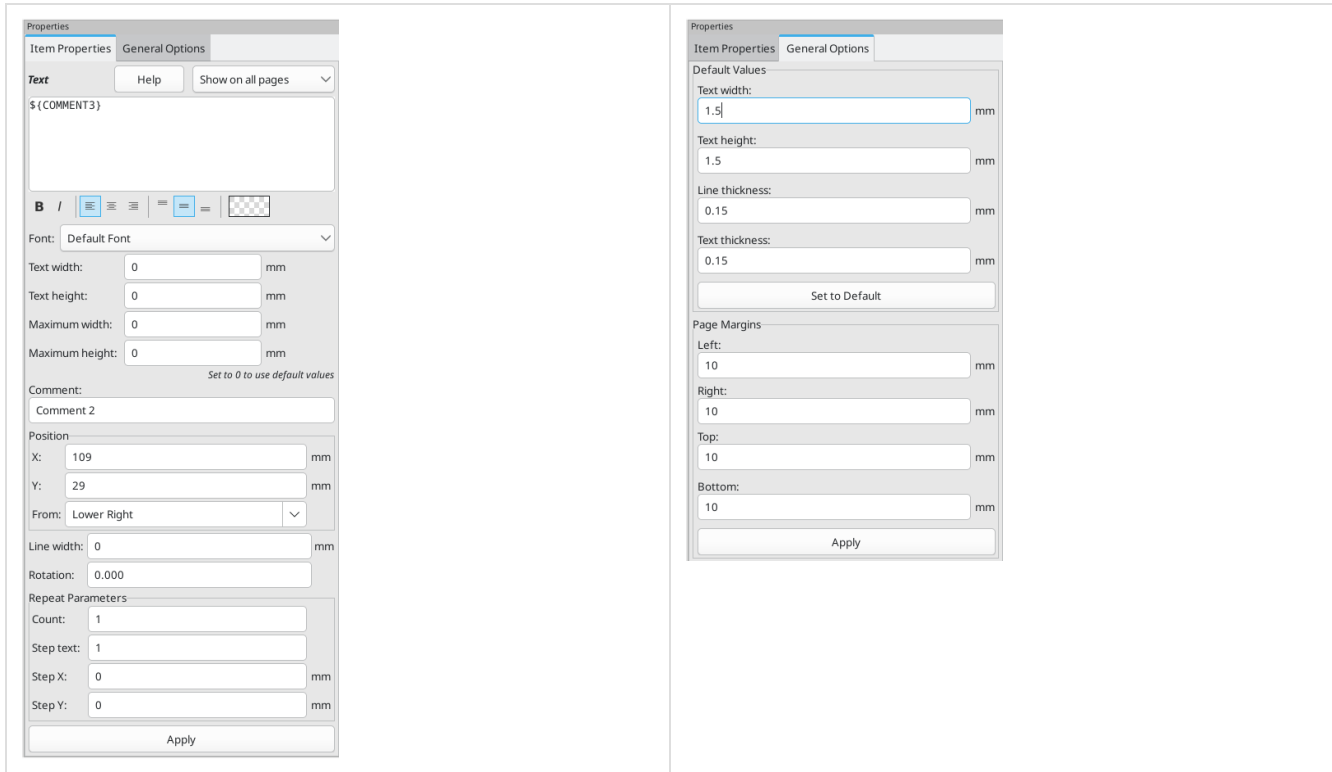 Properties
Item Properties General Options
Text Help Show on all pages
${COMMENT3}
B I
Font: Default Font
Text width: 0 mm
Text height: 0 mm
Maximum width: 0 mm
Maximum height: 0 mm
Set to 0 to use default values
Comment:
Comment 2
Position
X: 109 mm
Y: 29 mm
From: Lower Right
Line width: 0 mm
Rotation: 0.000
Repeat Parameters
Count: 1
Step text: 1
Step X: 0 mm
Step Y: 0 mm
Apply
Properties
Item Properties General Options
Default Values
Text width:
1.5 mm
Text height:
1.5 mm
Line thickness:
0.15 mm
Text thickness:
0.15 mm
Set to Default
Page Margins
Left:
10 mm
Right:
10 mm
Top:
10 mm
Bottom:
10 mm
Apply